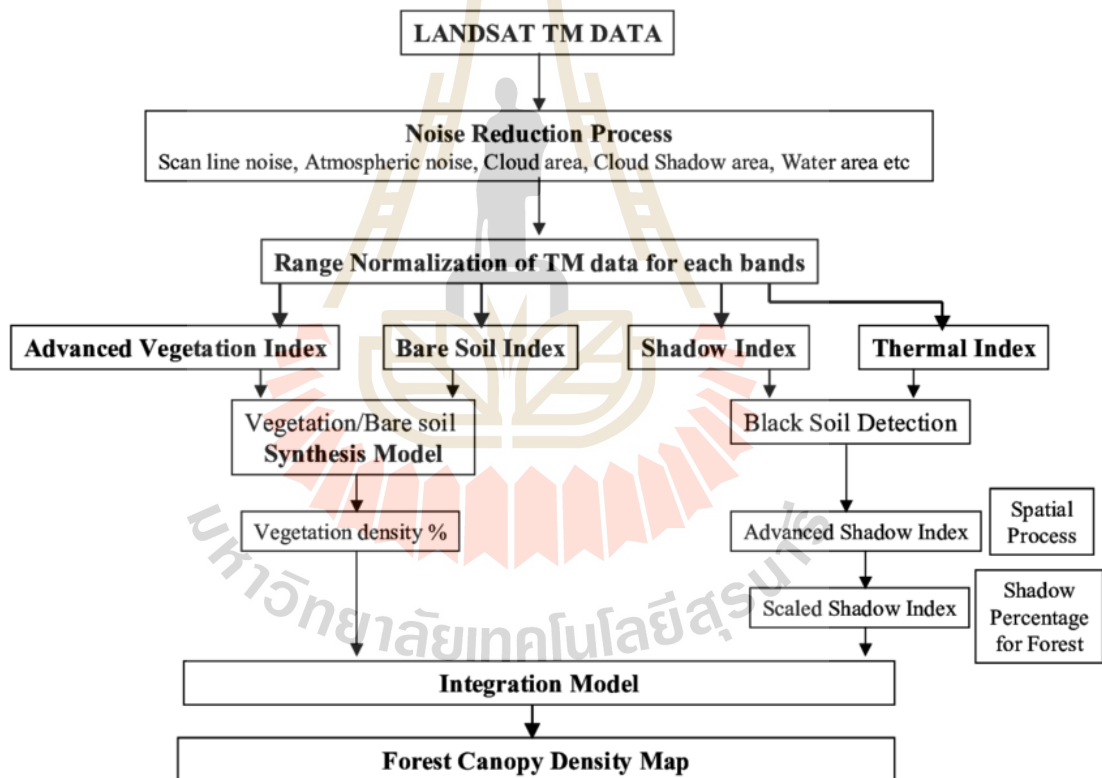 LANDSAT TM DATA
Noise Reduction Process
Scan line noise, Atmospheric noise, Cloud area, Cloud Shadow area, Water area etc
Range Normalization of TM data for each bands
Advanced Vegetation Index
Bare Soil Index
Shadow Index
Thermal Index
Vegetation/Bare soil
Synthesis Model
Black Soil Detection
Vegetation density %
Advanced Shadow Index
Spatial
Process
Scaled Shadow Index
Shadow
Percentage
for Forest
มหาวิทยาลัยเทคโนโลยีสุรนารี
Integration Model
Forest Canopy Density Map